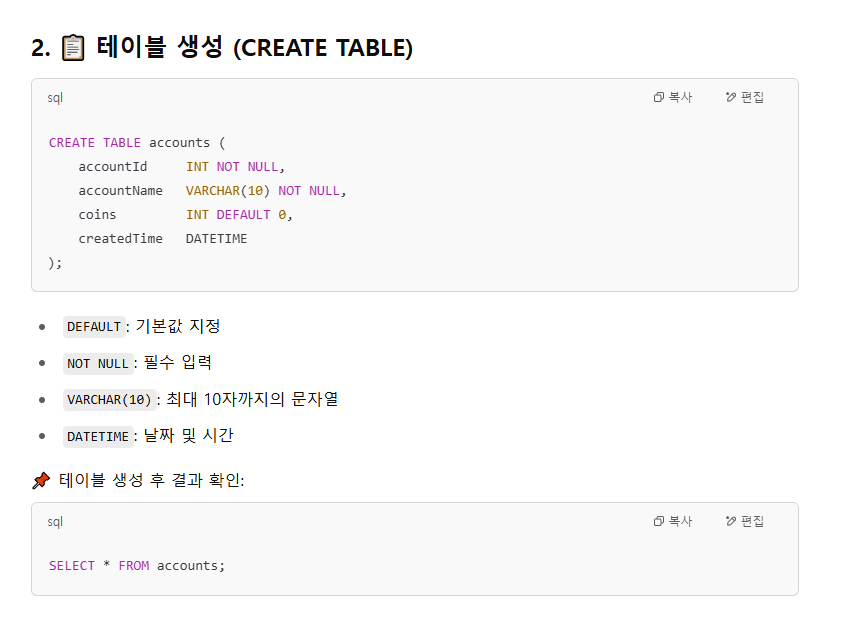 2. 📋 테이블 생성 (CREATE TABLE)
sql 복사 편집
CREATE TABLE accounts (
    accountId     INT NOT NULL,
    accountName   VARCHAR(10) NOT NULL,
    coins         INT DEFAULT 0,
    createdTime   DATETIME
);
• DEFAULT: 기본값 지정
• NOT NULL: 필수 입력
• VARCHAR(10): 최대 10자까지의 문자열
• DATETIME: 날짜 및 시간
📌 테이블 생성 후 결과 확인:
sql 복사 편집
SELECT * FROM accounts;